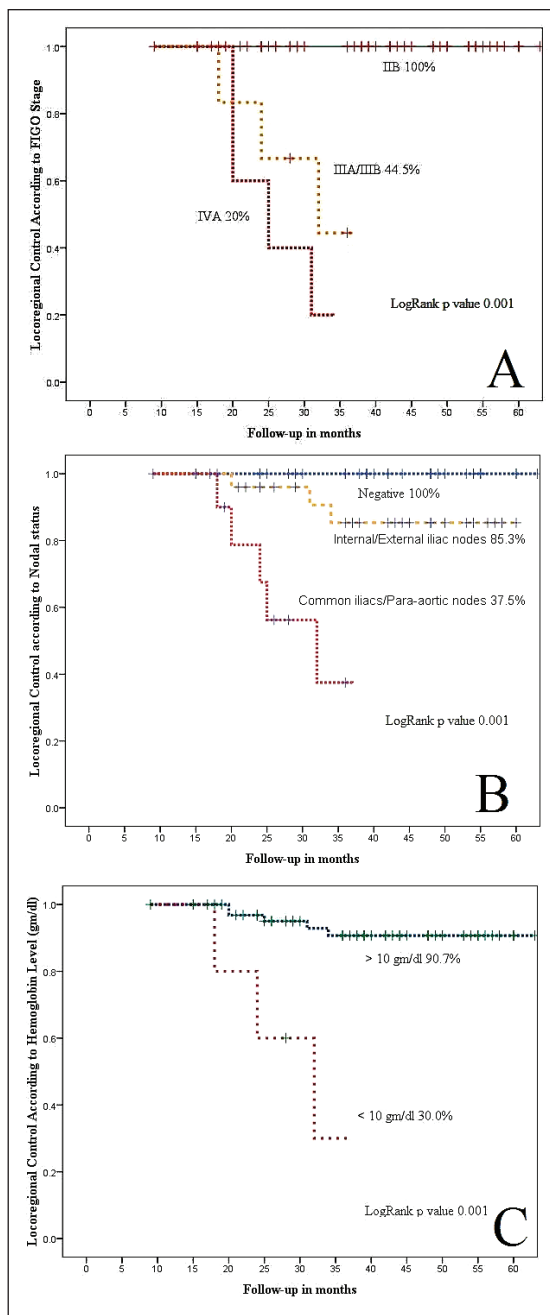 Locoregional Control According to FIGO Stage
1.0
0.8
0.6
0.4
0.2
0.0
IIB 100%
IIIA/IIIB 44.5%
IVA 20%
LogRank p value 0.001
A
0 5 10 15 20 25 30 35 40 45 50 55 60
Follow-up in months
Locoregional Control according to Nodal status
1.0
0.8
0.6
0.4
0.2
0.0
Negative 100%
Internal/External iliac nodes 85.3%
Common iliacs/Para-aortic nodes 37.5%
LogRank p value 0.001
B
0 5 10 15 20 25 30 35 40 45 50 55 60
Follow-up in months
Locoregional Control According to Hemoglobin Level (gm/dl)
1.0
0.8
0.6
0.4
0.2
0.0
> 10 gm/dl 90.7%
< 10 gm/dl 30.0%
LogRank p value 0.001
C
0 5 10 15 20 25 30 35 40 45 50 55 60
Follow-up in months